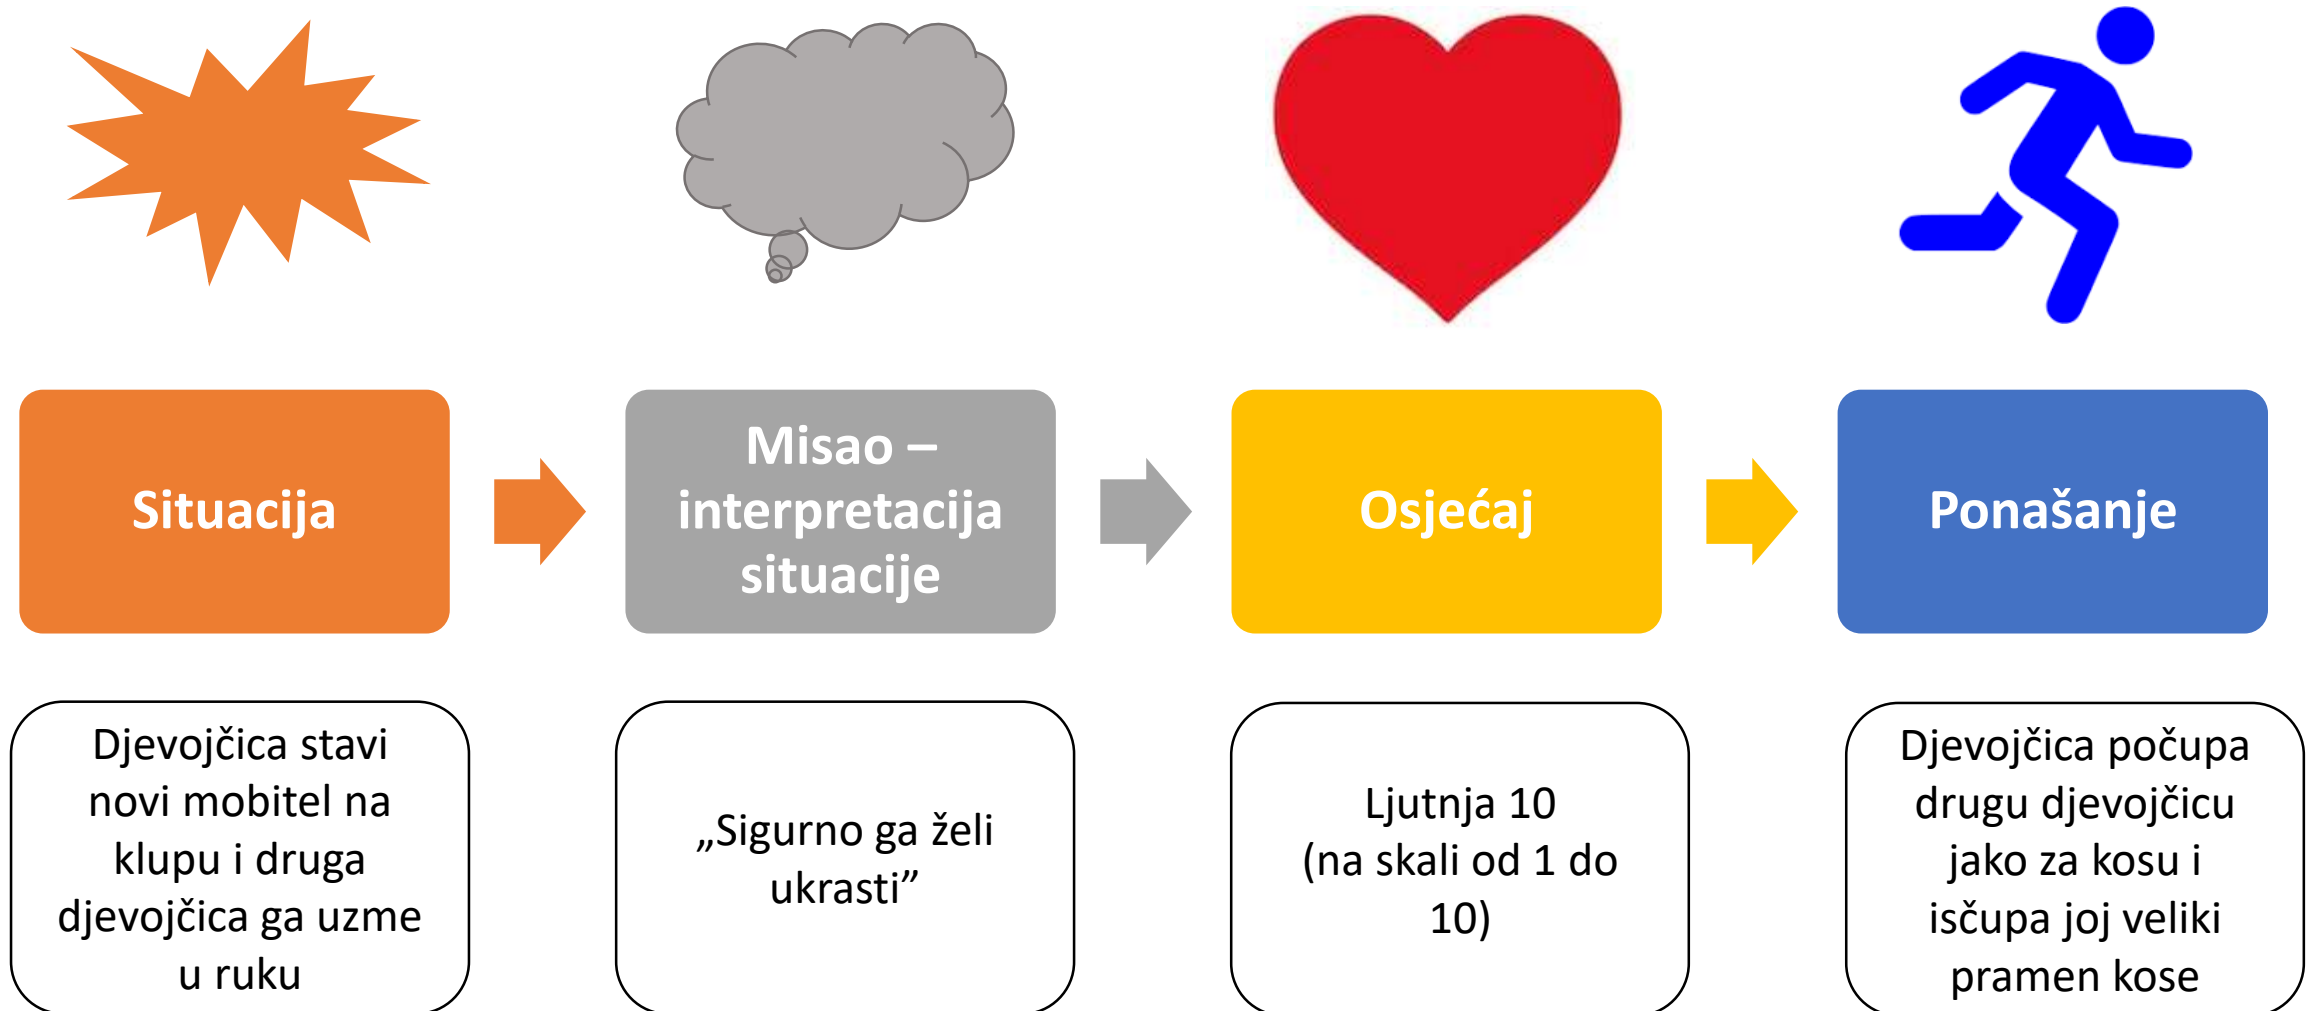 Situacija
Misao –
interpretacija
situacije
Osjećaj
Ponašanje
Djevojčica stavi
novi mobitel na
klupu i druga
djevojčica ga uzme
u ruku
„Sigurno ga želi
ukrasti”
Ljutnja 10
(na skali od 1 do
10)
Djevojčica počupa
drugu djevojčicu
jako za kosu i
isčupa joj veliki
pramen kose